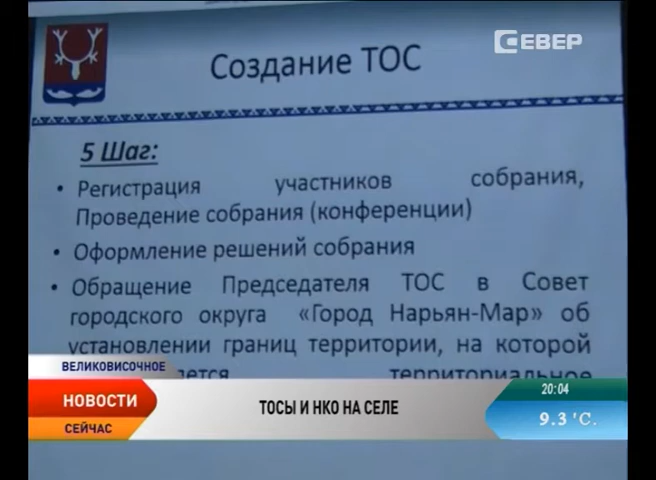 СЕВЕР
Создание ТОС
5 Шаг:
• Регистрация участников собрания,
Проведение собрания (конференции)
• Оформление решений собрания
• Обращение Председателя ТОС в Совет
городского округа «Город Нарьян-Мар» об
установлении границ территории, на которой
территориальное
ВЕЛИКОВИСОЧНОЕ
НОВОСТИ
СЕЙЧАС
ТОСЫ И НКО НА СЕЛЕ
20:04
9.3 °C.